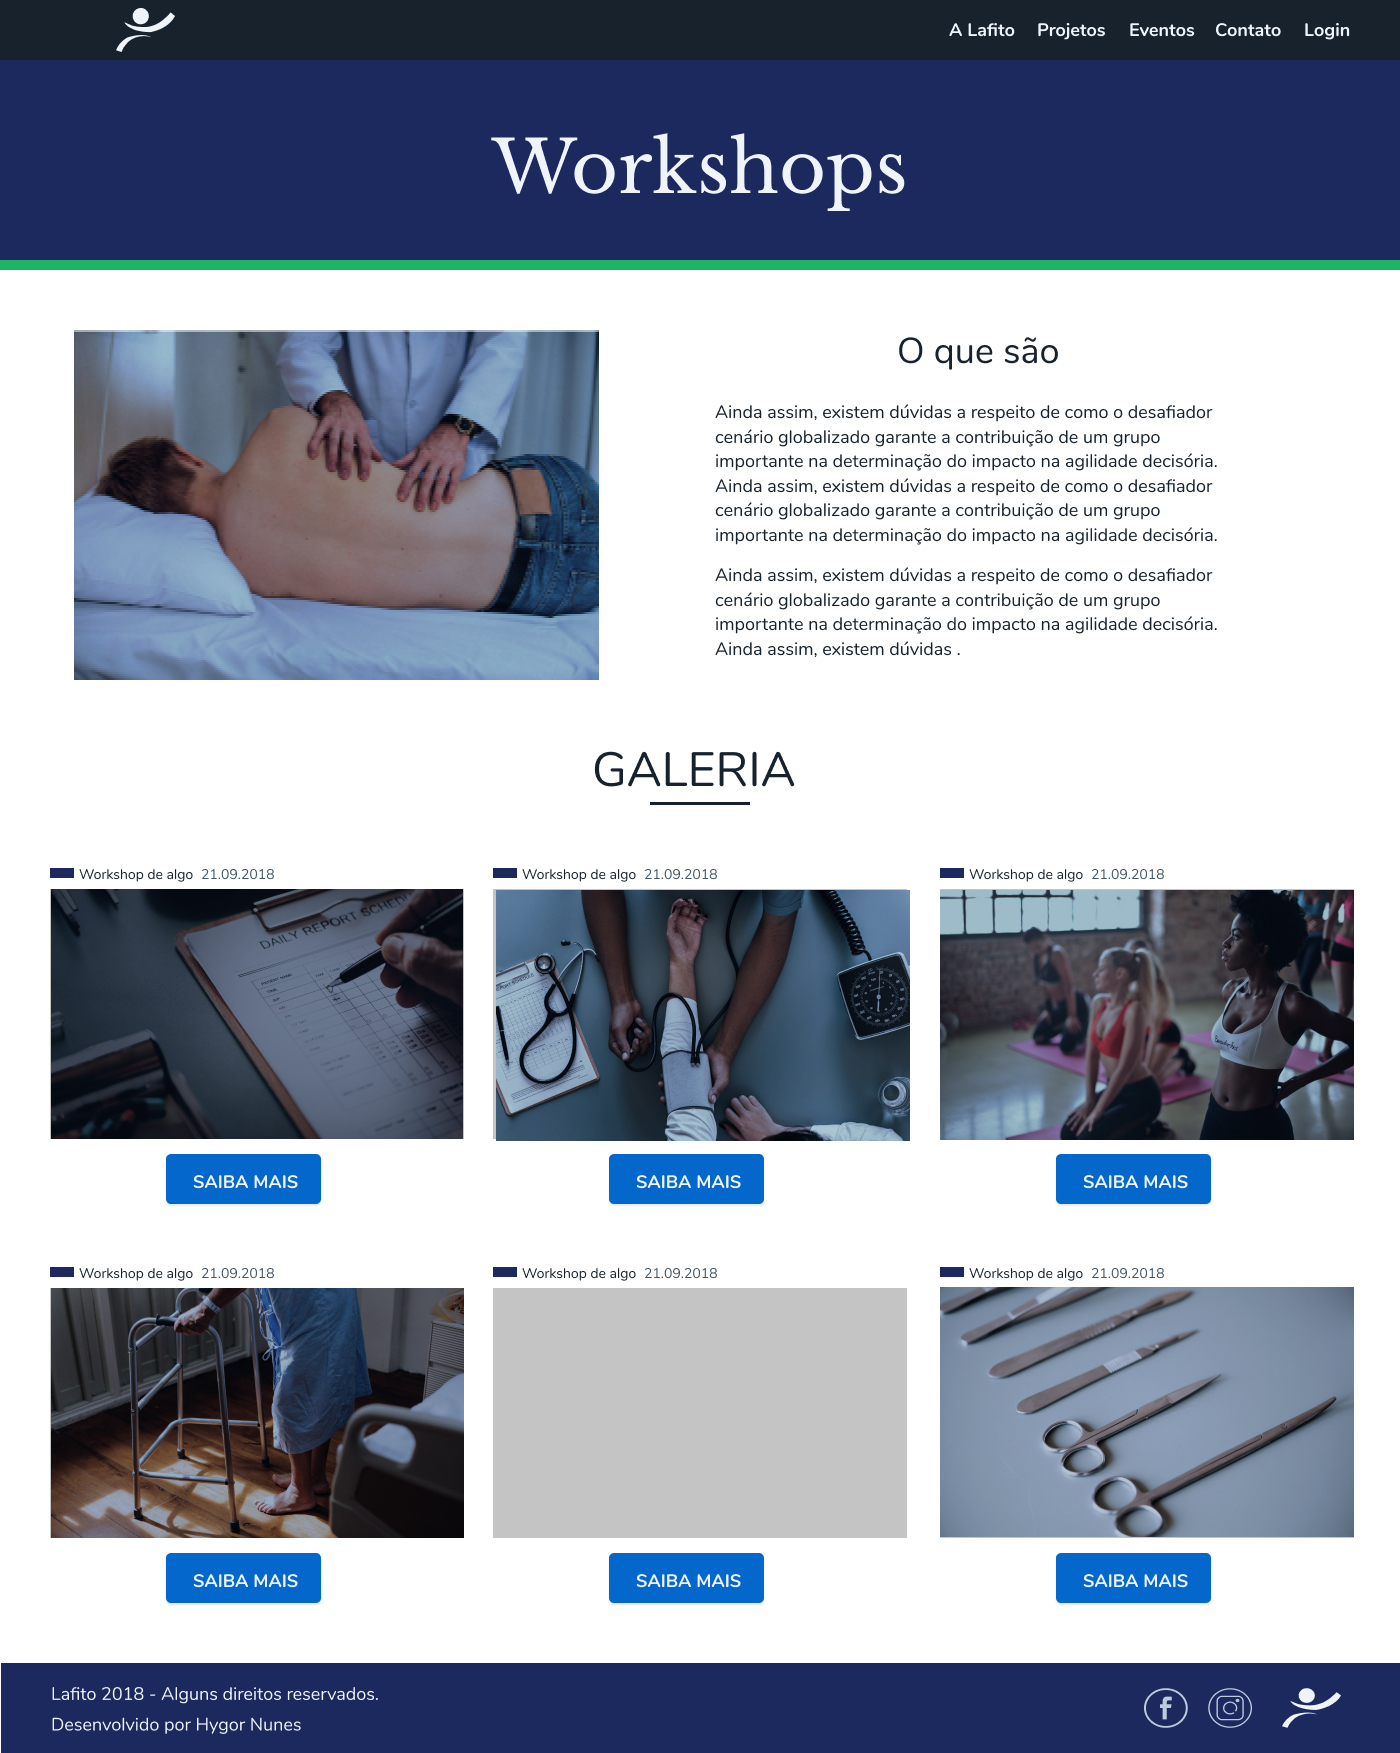 A Lafito Projetos Eventos Contato Login
Workshops
O que são
Ainda assim, existem dúvidas a respeito de como o desafiador
cenário globalizado garante a contribuição de um grupo
importante na determinação do impacto na agilidade decisória.
Ainda assim, existem dúvidas a respeito de como o desafiador
cenário globalizado garante a contribuição de um grupo
importante na determinação do impacto na agilidade decisória.
Ainda assim, existem dúvidas a respeito de como o desafiador
cenário globalizado garante a contribuição de um grupo
importante na determinação do impacto na agilidade decisória.
Ainda assim, existem dúvidas .
GALERIA
Workshop de algo 21.09.2018
DAILY REPORT
SAIBA MAIS
Workshop de algo 21.09.2018
SAIBA MAIS
Workshop de algo 21.09.2018
SAIBA MAIS
Workshop de algo 21.09.2018
SAIBA MAIS
Workshop de algo 21.09.2018
SAIBA MAIS
Workshop de algo 21.09.2018
SAIBA MAIS
Lafito 2018 - Alguns direitos reservados.
Desenvolvido por Hygor Nunes